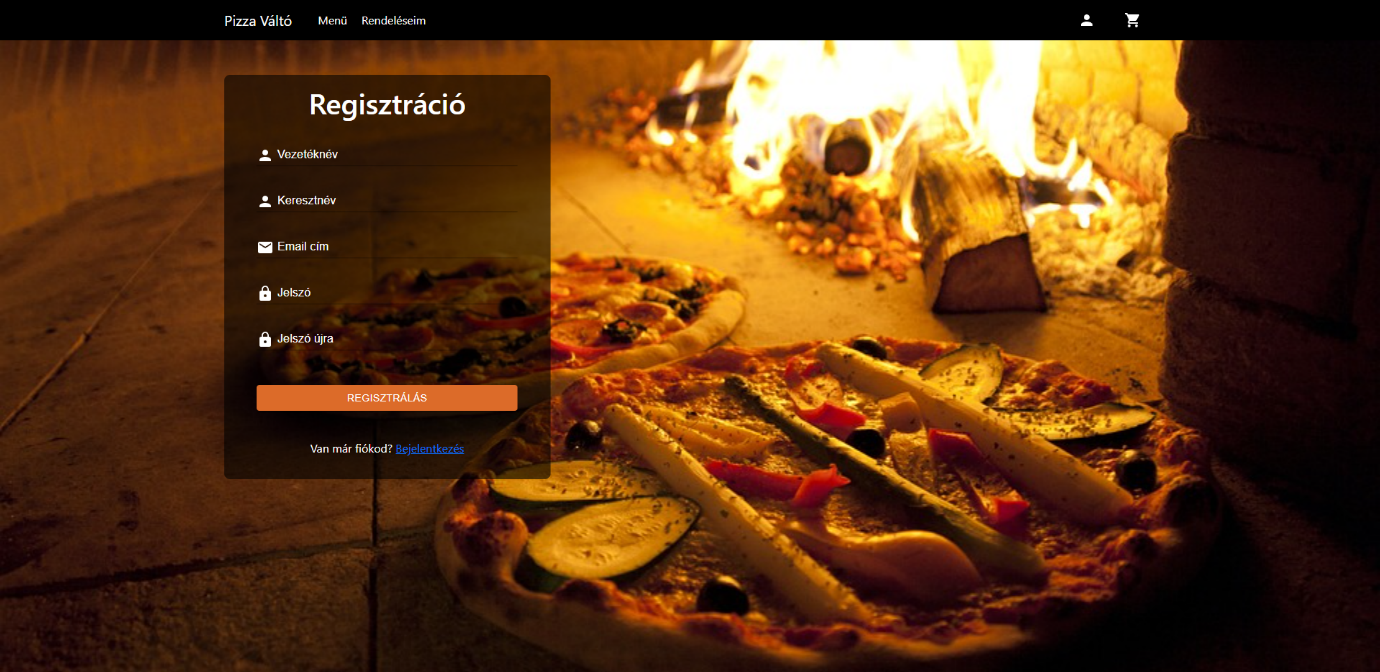 Pizza Váltó Menü Rendeléseim
Regisztráció
Vezetéknév
Keresztnév
Email cím
Jelszó
Jelszó újra
REGISZTRÁLÁS
Van már fiókod? Bejelentkezés